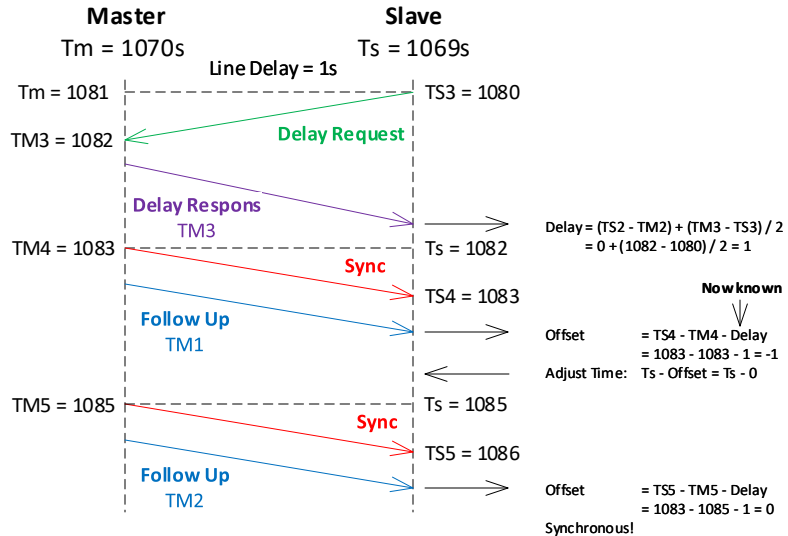 Master Slave
Tm = 1070s Ts = 1069s
Line Delay = 1s
Tm = 1081 TS3 = 1080
TM3 = 1082 Delay Request
Delay Respons
TM3
Delay = (TS2 - TM2) + (TM3 - TS3) / 2
= 0 + (1082 - 1080) / 2 = 1
TM4 = 1083 Ts = 1082
Sync
TS4 = 1083
Now known
Follow Up
TM1
Offset = TS4 - TM4 - Delay
= 1083 - 1083 - 1 = -1
Adjust Time: Ts - Offset = Ts - 0
TM5 = 1085 Ts = 1085
Sync
TS5 = 1086
Follow Up
TM2
Offset = TS5 - TM5 - Delay
= 1083 - 1085 - 1 = 0
Synchronous!